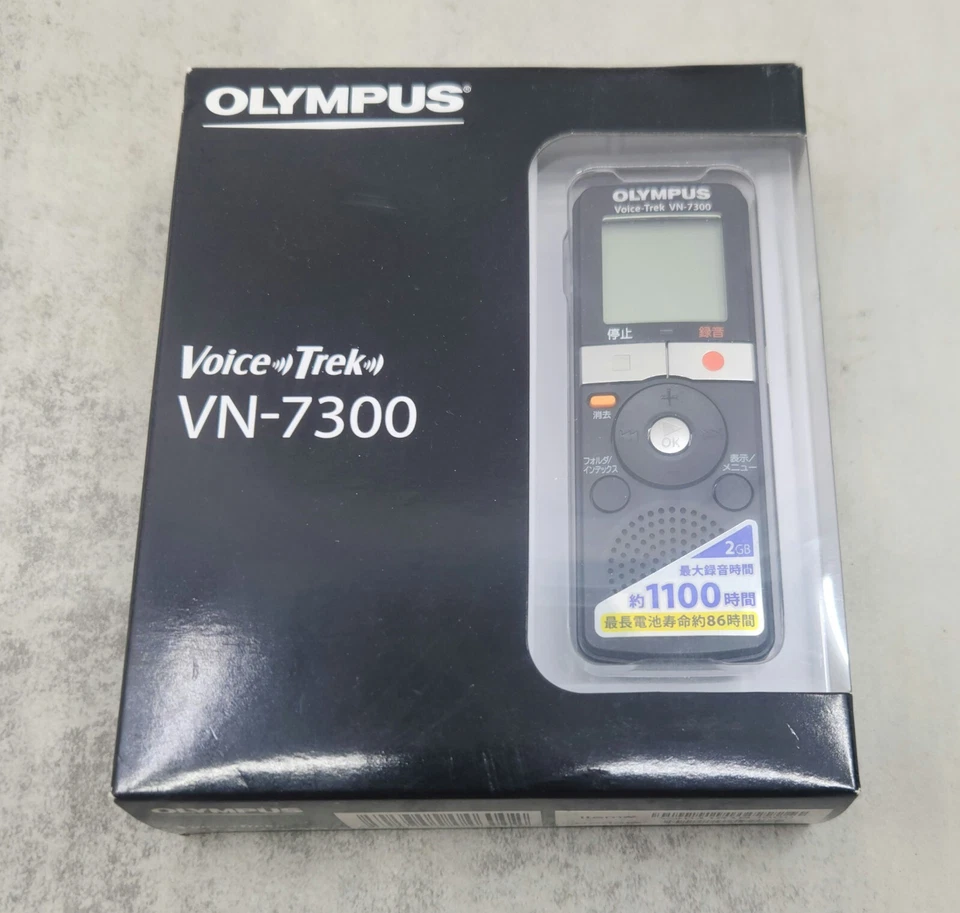 OLYMPUS®
Voice Trek
VN-7300
OLYMPUS
Voice-Trek VN-7300
停止
録音
消去
+
OK
フォルダ/
インデックス
表示/
メニュー
2GB
最大録音時間
約1100時間
最長電池寿命約86時間
OLYMPUS